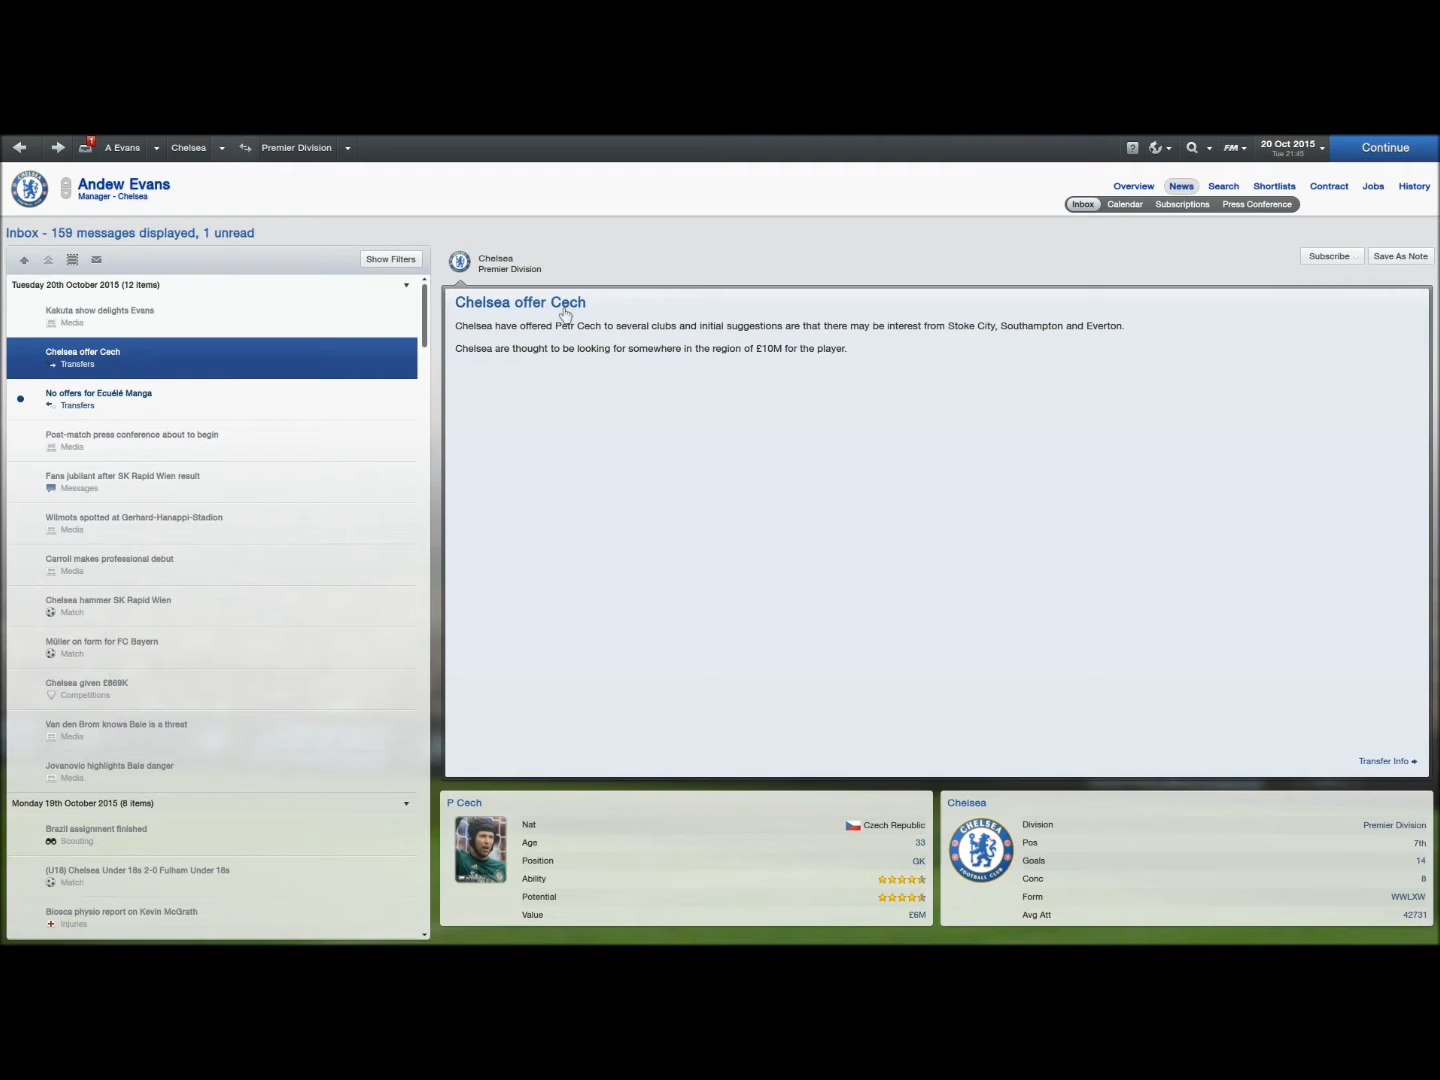 1
A Evans
Chelsea
Premier Division
FM
20 Oct 2015
Tue 21:45
Continue
Andew Evans
Manager - Chelsea
Overview
News
Search
Shortlists
Contract
Jobs
History
Inbox
Calendar
Subscriptions
Press Conference
Inbox - 159 messages displayed, 1 unread
Show Filters
Tuesday 20th October 2015 (12 items)
Kakuta show delights Evans
Media
Chelsea offer Cech
Transfers
No offers for Ecuélé Manga
Transfers
Post-match press conference about to begin
Media
Fans jubilant after SK Rapid Wien result
Messages
Wilmots spotted at Gerhard-Hanappi-Stadion
Media
Carroll makes professional debut
Media
Chelsea hammer SK Rapid Wien
Match
Müller on form for FC Bayern
Match
Chelsea given £869K
Competitions
Van den Brom knows Bale is a threat
Media
Jovanovic highlights Bale danger
Media
Monday 19th October 2015 (8 items)
Brazil assignment finished
Scouting
(U18) Chelsea Under 18s 2-0 Fulham Under 18s
Match
Biosca physio report on Kevin McGrath
Injuries
Chelsea
Premier Division
Subscribe
Save As Note
Chelsea offer Cech
Chelsea have offered Petr Cech to several clubs and initial suggestions are that there may be interest from Stoke City, Southampton and Everton.
Chelsea are thought to be looking for somewhere in the region of £10M for the player.
Transfer Info
P Cech
Nat Czech Republic
Age 33
Position GK
Ability
Potential
Value £6M
Chelsea
CHELSEA
FOOTBALL CLUB
Division Premier Division
Pos 7th
Goals 14
Conc 8
Form WWLXW
Avg Att 42731